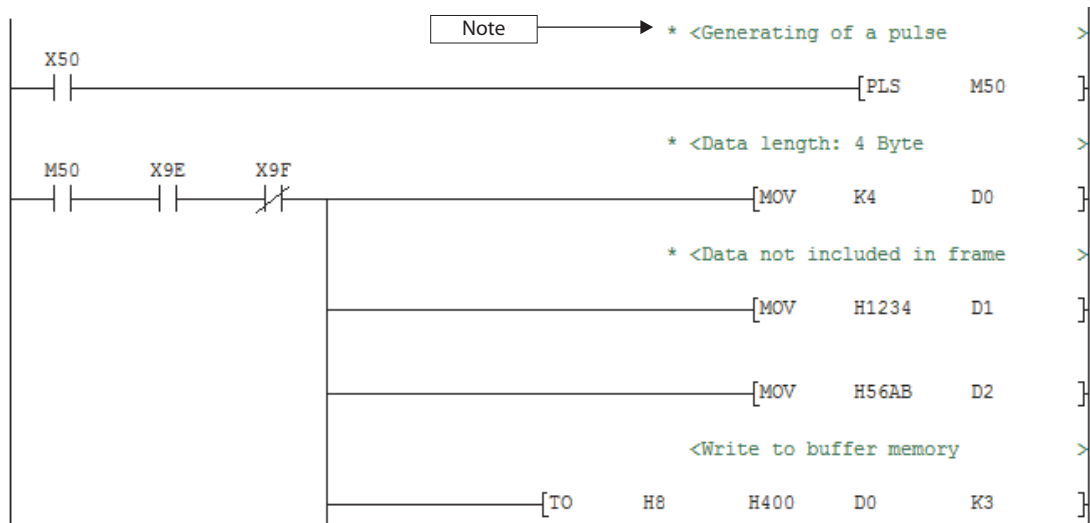 Note
* <Generating of a pulse >
X50
[PLS M50 ]
* <Data length: 4 Byte >
M50 X9E X9F
[MOV K4 D0 ]
* <Data not included in frame >
[MOV H1234 D1 ]
[MOV H56AB D2 ]
<Write to buffer memory >
[TO H8 H400 D0 K3 ]